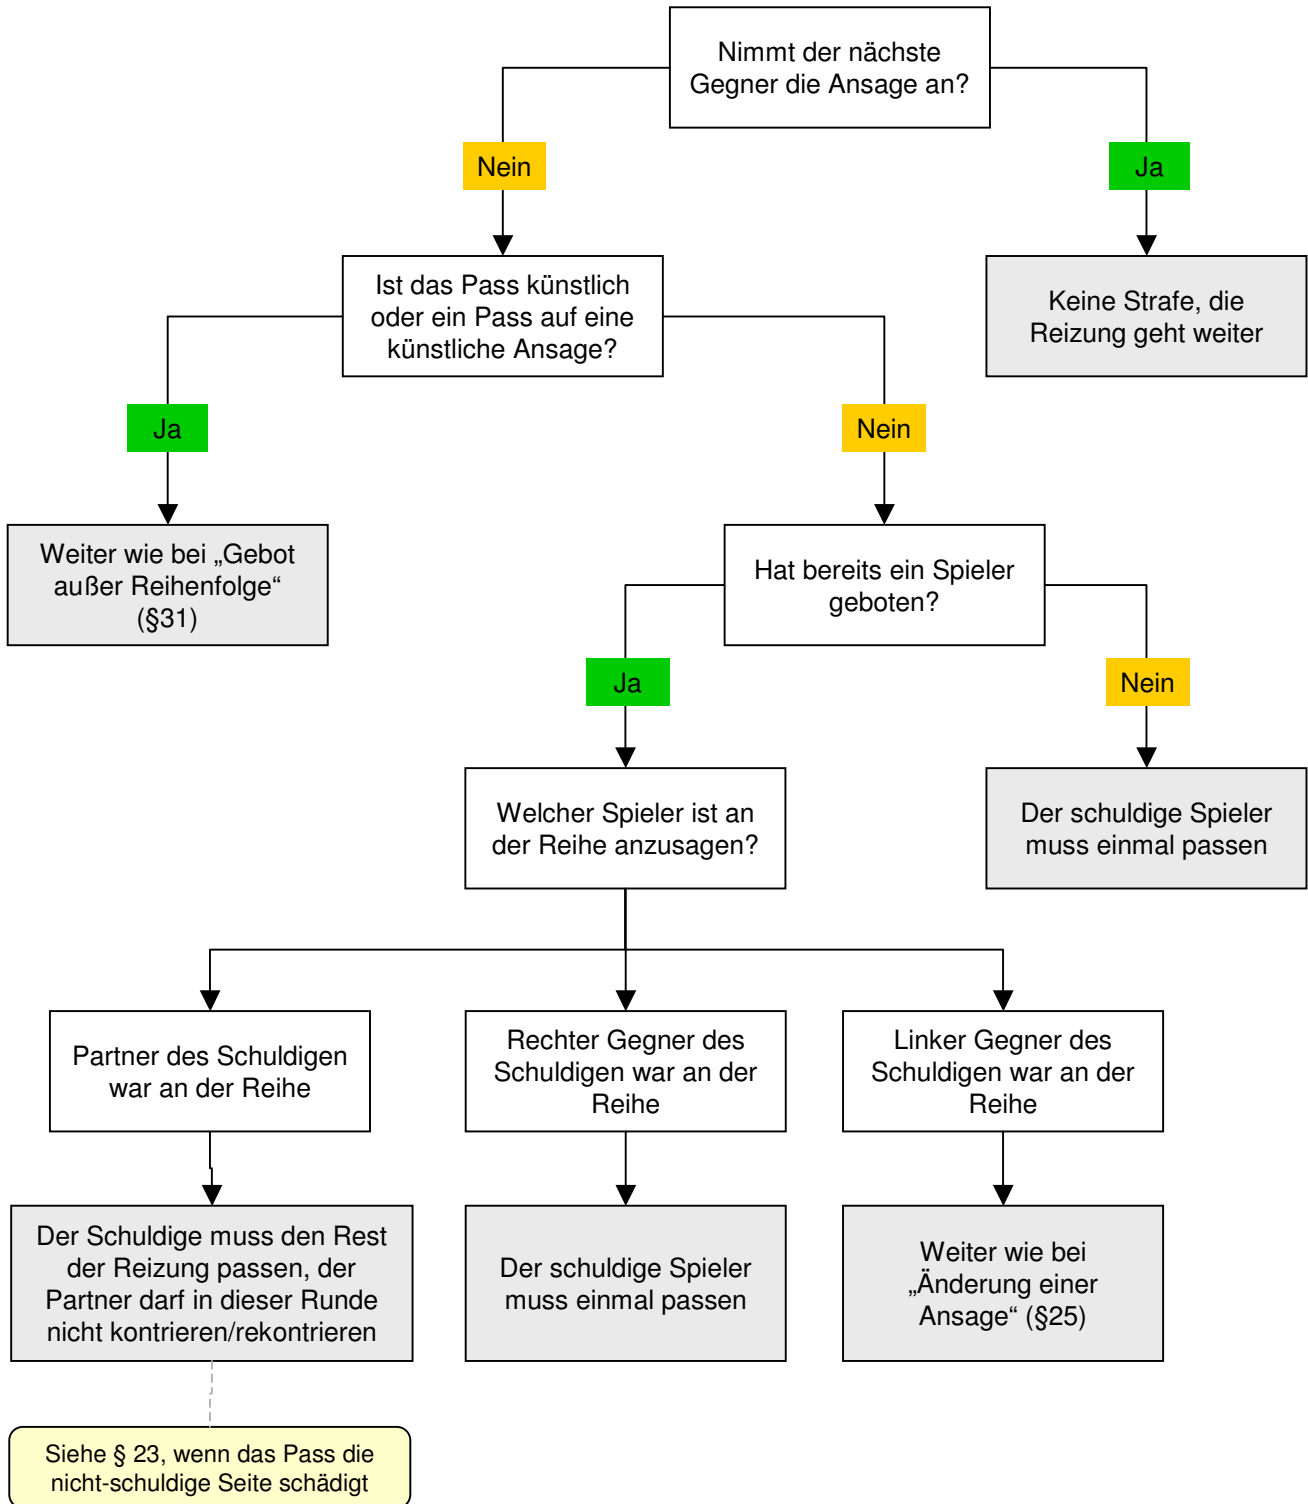 Nimmt der nächste
Gegner die Ansage an?
Nein
Ja
Ist das Pass künstlich
oder ein Pass auf eine
künstliche Ansage?
Keine Strafe, die
Reizung geht weiter
Ja
Nein
Weiter wie bei „Gebot
außer Reihenfolge“
(§31)
Hat bereits ein Spieler
geboten?
Ja
Nein
Welcher Spieler ist an
der Reihe anzusagen?
Der schuldige Spieler
muss einmal passen
Partner des Schuldigen
war an der Reihe
Rechter Gegner des
Schuldigen war an der
Reihe
Linker Gegner des
Schuldigen war an der
Reihe
Der Schuldige muss den Rest
der Reizung passen, der
Partner darf in dieser Runde
nicht kontrieren/rekontrieren
Der schuldige Spieler
muss einmal passen
Weiter wie bei
„Änderung einer
Ansage“ (§25)
Siehe § 23, wenn das Pass die
nicht-schuldige Seite schädigt